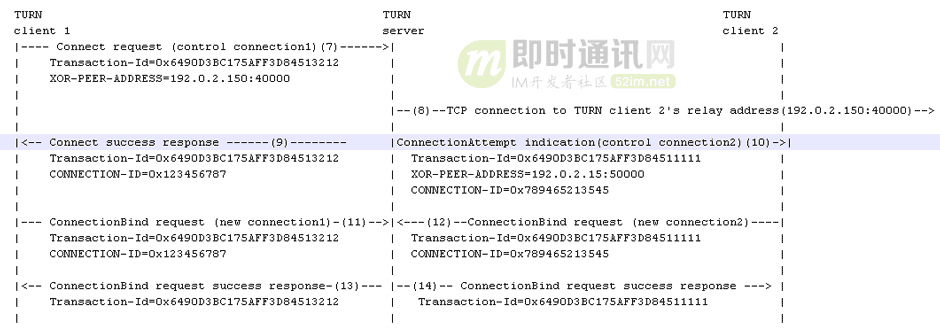 TURN TURN TURN
client 1 server client 2
|---- Connect request (control connection1)(7)------>| |
| Transaction-Id=0x6490D3BC175AFF3D84513212 | |
| XOR-PEER-ADDRESS=192.0.2.150:40000 | |
即时通讯网
IM开发者社区 52im.net
| |--(8)--TCP connection to TURN client 2's relay address(192.0.2.150:40000)-->
|<-- Connect success response ------(9)-------- |ConnectionAttempt indication(control connection2)(10)->|
| Transaction-Id=0x6490D3BC175AFF3D84513212 | Transaction-Id=0x6490D3BC175AFF3D84511111 |
| CONNECTION-ID=0x123456787 | XOR-PEER-ADDRESS=192.0.2.15:50000 |
| | CONNECTION-ID=0x789465213545 |
|--- ConnectionBind request (new connection1)-(11)-->|<---(12)--ConnectionBind request (new connection2)----|
| Transaction-Id=0x6490D3BC175AFF3D84513212 | Transaction-Id=0x6490D3BC175AFF3D84511111 |
| CONNECTION-ID=0x123456787 | CONNECTION-ID=0x789465213545 |
|<-- ConnectionBind request success response-(13)--- |--(14)-- ConnectionBind request success response ---> |
| Transaction-Id=0x6490D3BC175AFF3D84513212 | Transaction-Id=0x6490D3BC175AFF3D84511111 |